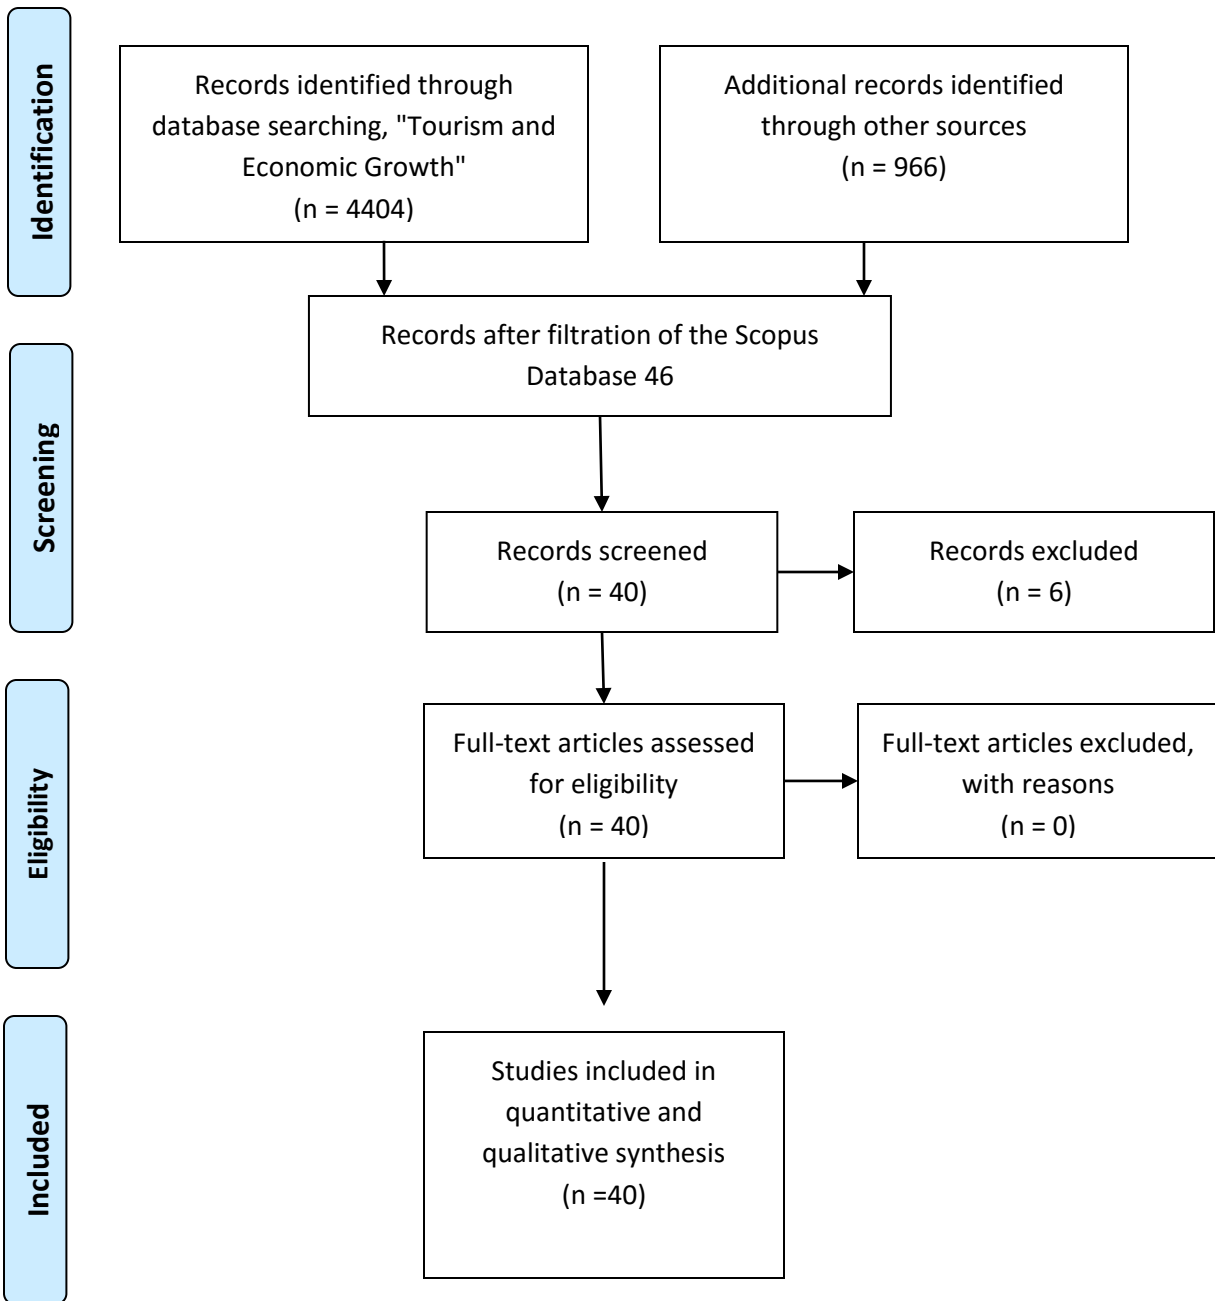 Identification
Records identified through
database searching, "Tourism and
Economic Growth"
(n = 4404)
Additional records identified
through other sources
(n = 966)
Records after filtration of the Scopus
Database 46
Screening
Records screened
(n = 40)
Records excluded
(n = 6)
Eligibility
Full-text articles assessed
for eligibility
(n = 40)
Full-text articles excluded,
with reasons
(n = 0)
Included
Studies included in
quantitative and
qualitative synthesis
(n =40)